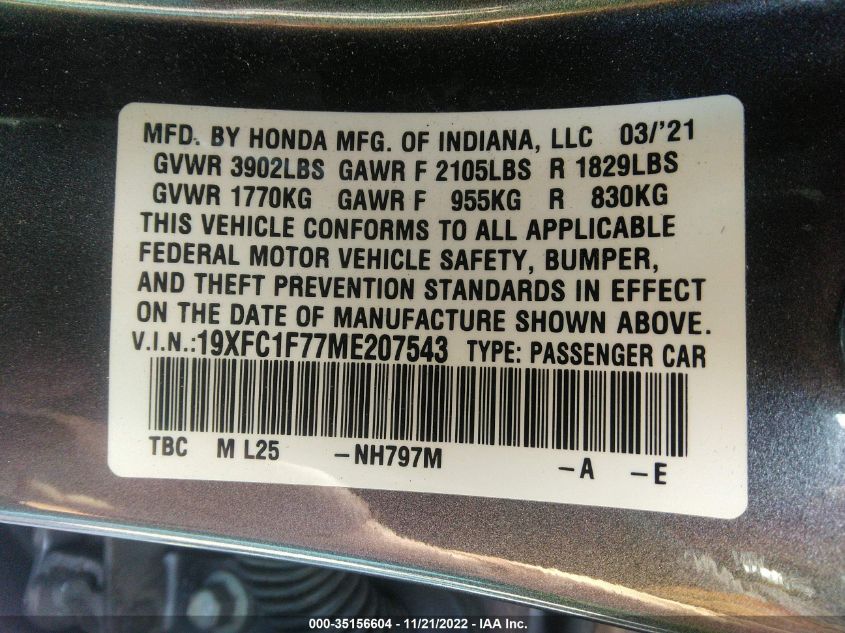 MFD. BY HONDA MFG. OF INDIANA, LLC 03/'21
GVWR 3902LBS GAWR F 2105LBS R 1829LBS
GVWR 1770KG GAWR F 955KG R 830KG
THIS VEHICLE CONFORMS TO ALL APPLICABLE
FEDERAL MOTOR VEHICLE SAFETY, BUMPER,
AND THEFT PREVENTION STANDARDS IN EFFECT
ON THE DATE OF MANUFACTURE SHOWN ABOVE.
V.I.N.:19XFC1F77ME207543 TYPE: PASSENGER CAR
TBC M L25 -NH797M -A -E
000-35156604 - 11/21/2022 - IAA Inc.